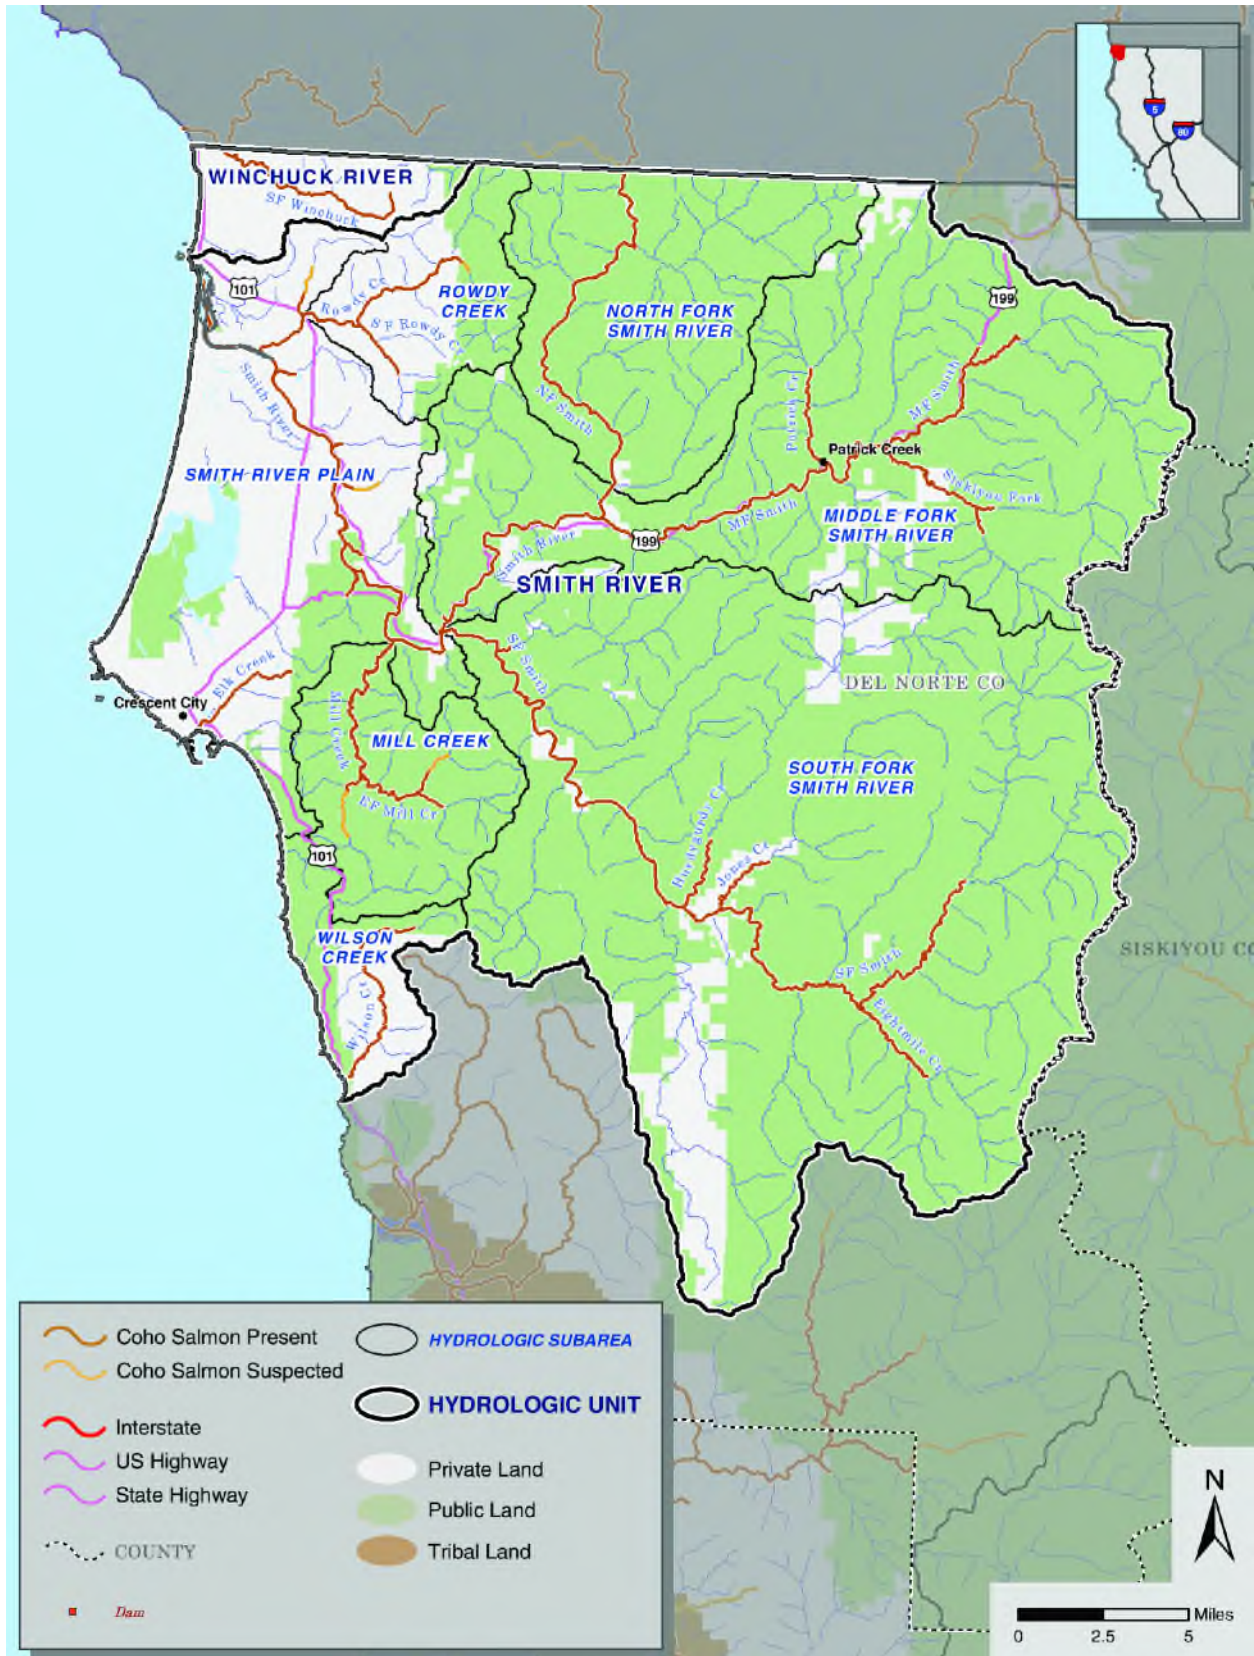 5
80
WINCHUCK RIVER
SF Winchuck
101
Rowdy Cr
SF Rowdy Cr
ROWDY
CREEK
NORTH FORK
SMITH RIVER
199
Smith River
NF Smith
Patrick Cr
MF Smith
Patrick Creek
SMITH RIVER PLAIN
Siskiyou Fork
MF Smith
MIDDLE FORK
SMITH RIVER
199
Smith River
SMITH RIVER
SF Smith
Elk Creek
DEL NORTE CO
Crescent City
Mill Creek
MILL CREEK
SOUTH FORK
SMITH RIVER
EF Mill Cr
Hurdygurdy Cr
Jones Cr
101
WILSON
CREEK
SISKIYOU CO
SF Smith
Wilson Cr
Eightmile Cr
Coho Salmon Present
Coho Salmon Suspected
Interstate
US Highway
State Highway
COUNTY
Dam
HYDROLOGIC SUBAREA
HYDROLOGIC UNIT
Private Land
Public Land
Tribal Land
N
Miles
0 2.5 5